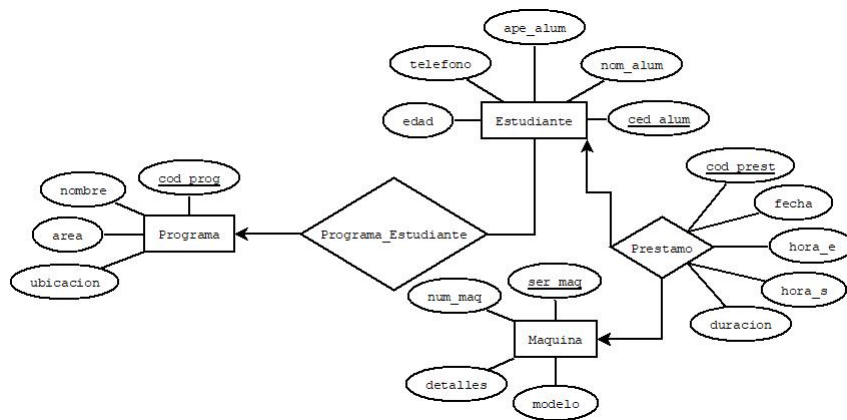 ape_alum
telefono
nom_alum
edad
Estudiante
ced_alum
cod_prest
cod_prog
nombre
fecha
area
Programa
Programa_Estudiante
Prestamo
hora_e
ubicacion
ser_maq
num_maq
hora_s
duracion
Maquina
detalles
modelo